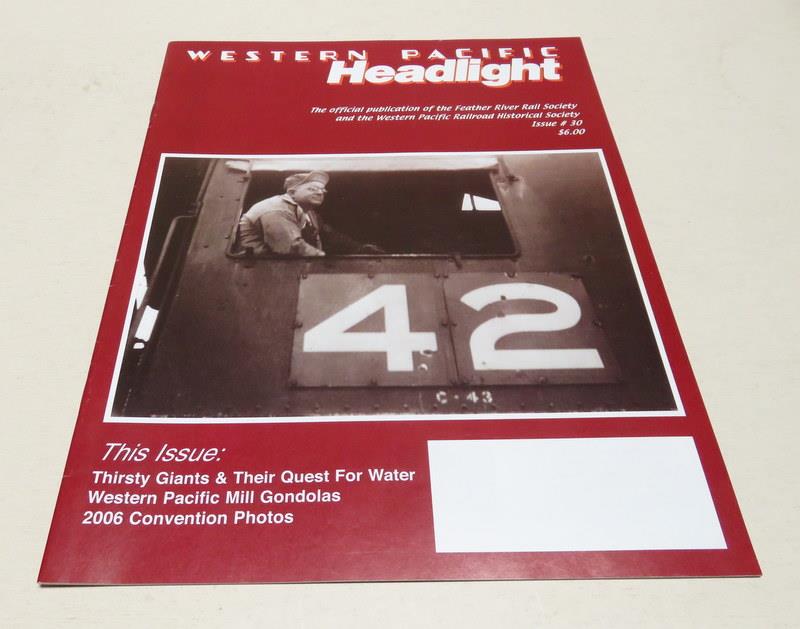 WESTERN PACIFIC
Headlight
The official publication of the Feather River Rail Society
and the Western Pacific Railroad Historical Society
Issue # 30
$6.00
42
C-43
This Issue:
Thirsty Giants & Their Quest For Water
Western Pacific Mill Gondolas
2006 Convention Photos